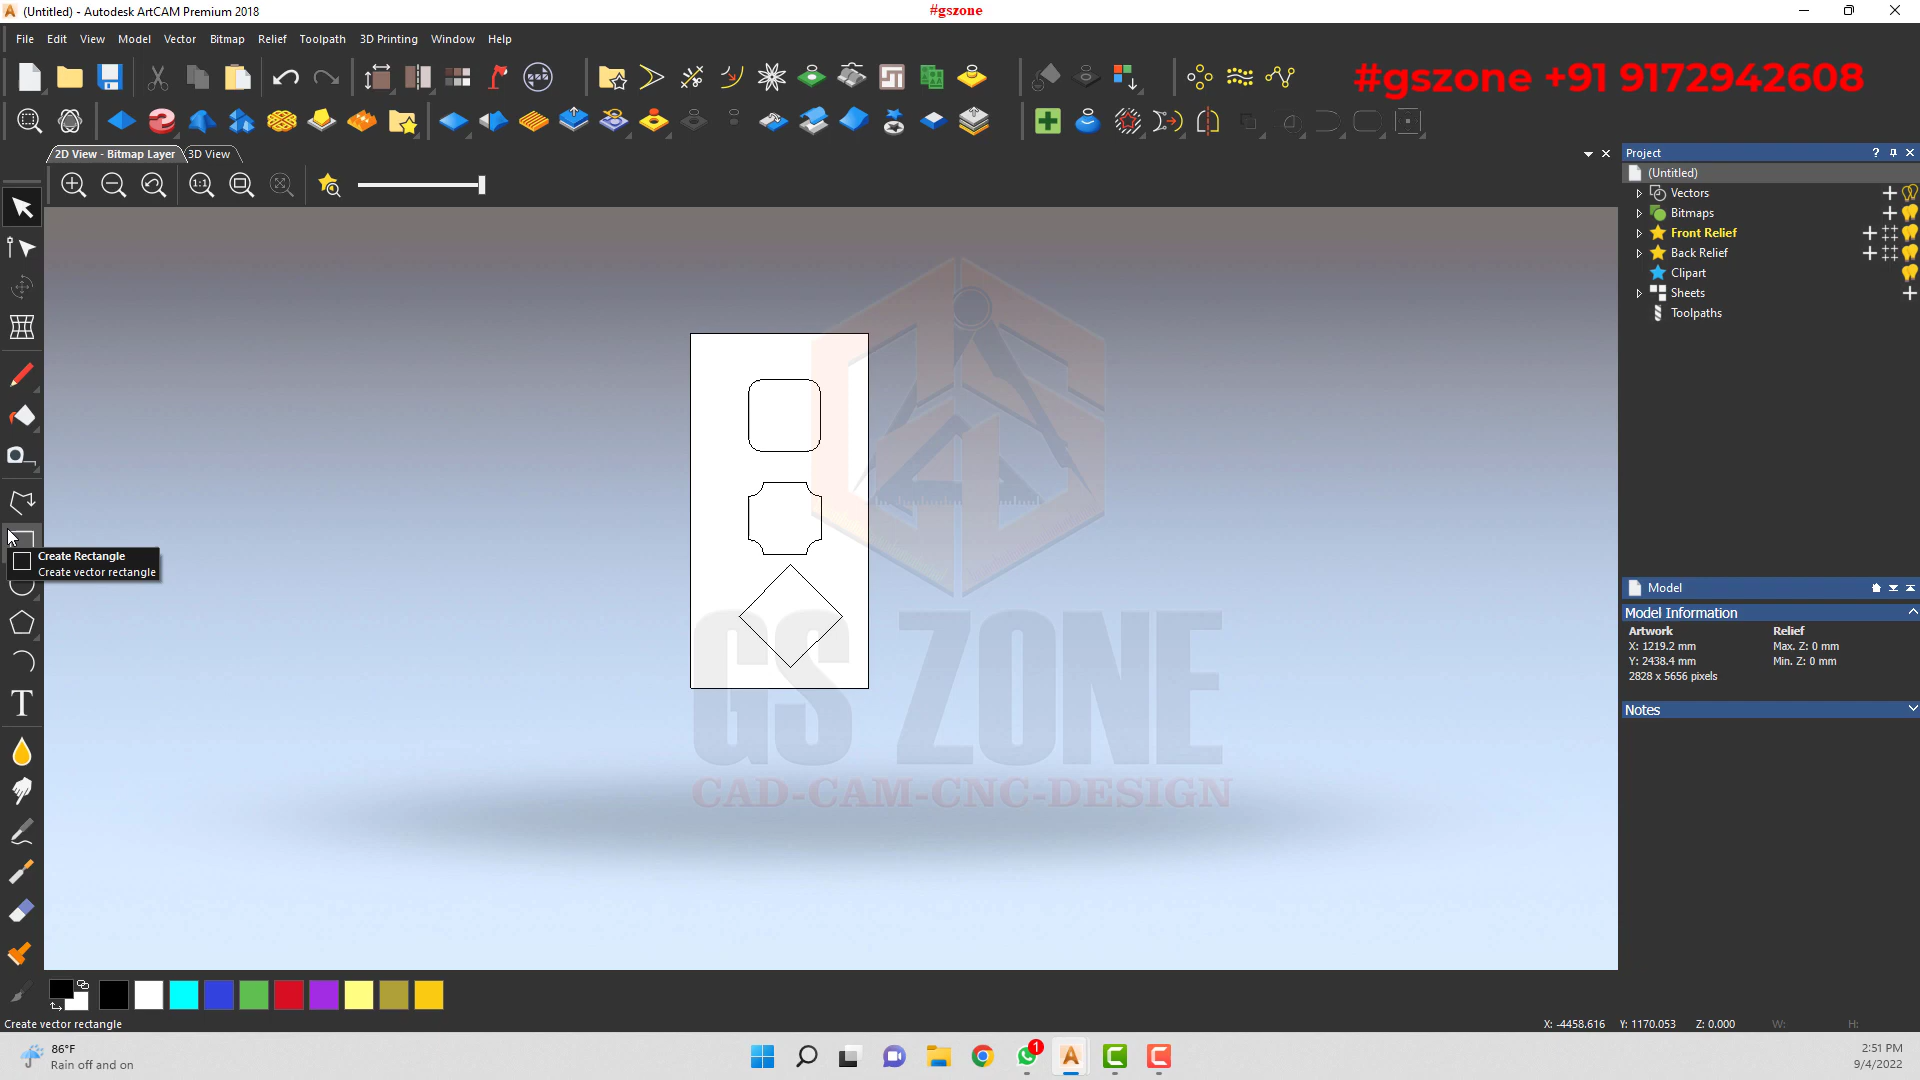 (Untitled) - Autodesk ArtCAM Premium 2018
#gszone
File Edit View Model Vector Bitmap Relief Toolpath 3D Printing Window Help
#gszone +91 9172942608
2D View - Bitmap Layer 3D View
1:1
Project
(Untitled)
Vectors
Bitmaps
Front Relief
Back Relief
Clipart
Sheets
Toolpaths
Create Rectangle
Create vector rectangle
T
GS ZONE
CAD-CAM-CNC-DESIGN
Model
Model Information
Artwork Relief
X: 1219.2 mm Max. Z: 0 mm
Y: 2438.4 mm Min. Z: 0 mm
2828 x 5656 pixels
Notes
Create vector rectangle
X: -4458.616 Y: 1170.053 Z: 0.000 W: H:
86°F
Rain off and on
1
2:51 PM
9/4/2022